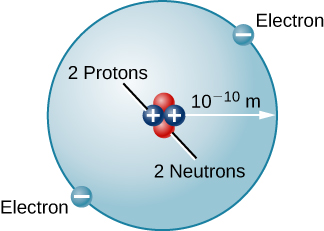 Electron
−
2 Protons
10⁻¹⁰ m
+ +
2 Neutrons
−
Electron